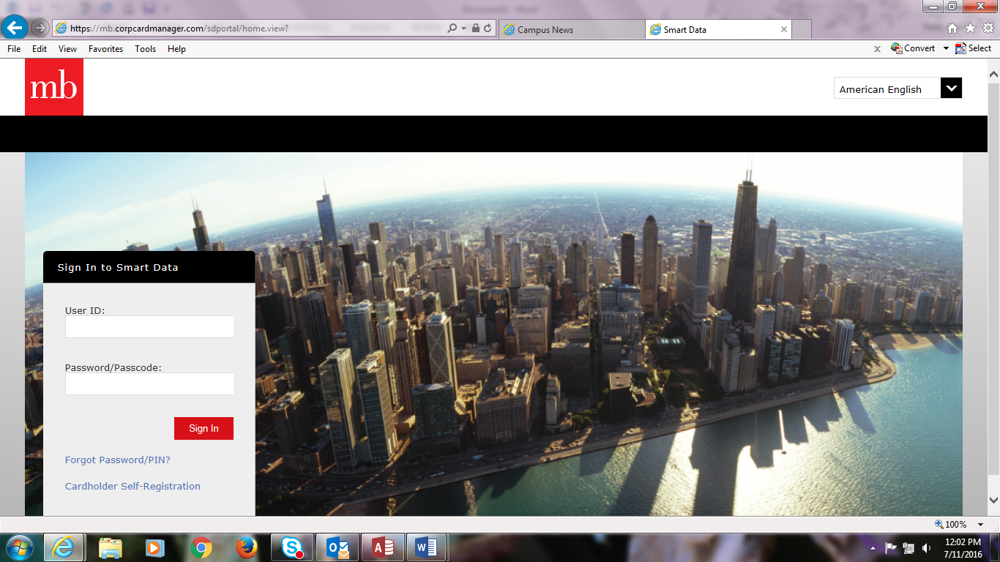 https://mb.corpcardmanager.com/sdportal/home.view?
Campus News
Smart Data
File Edit View Favorites Tools Help
Convert
Select
mb
American English
Sign In to Smart Data
User ID:
Password/Passcode:
Sign In
Forgot Password/PIN?
Cardholder Self-Registration
100%
12:02 PM
7/11/2016